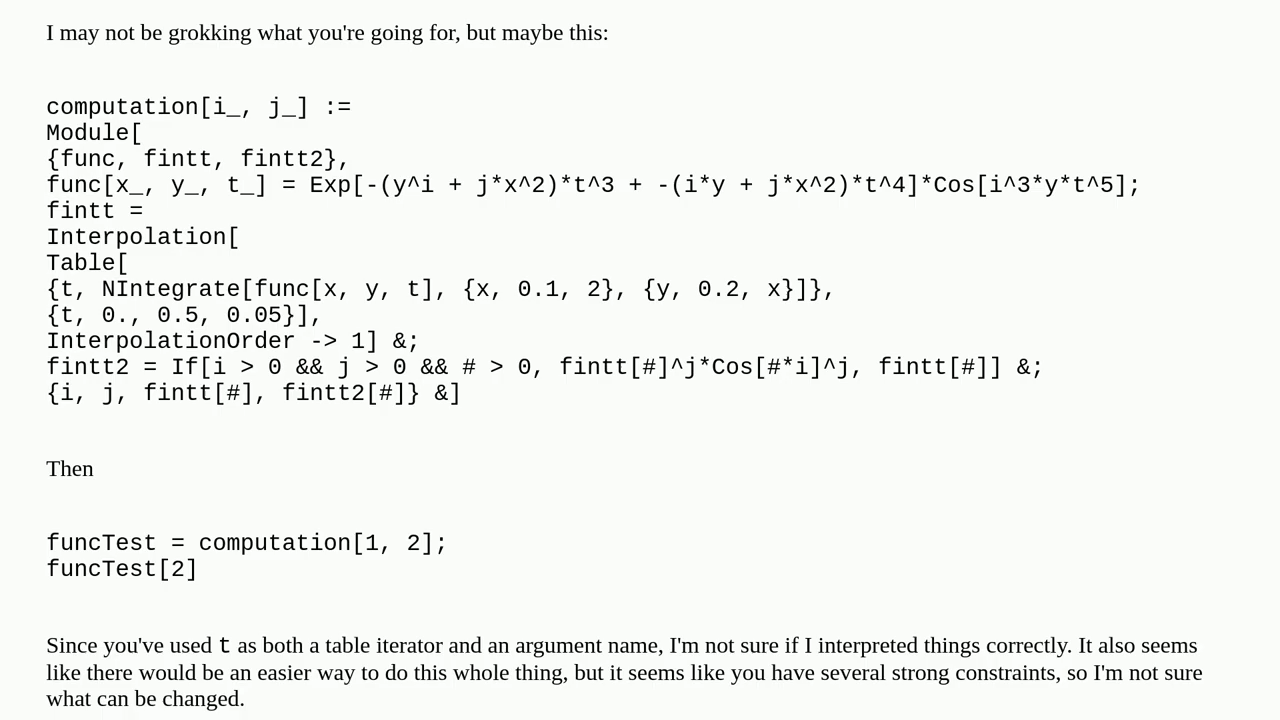 I may not be grokking what you're going for, but maybe this:
computation[i_, j_] :=
Module[
{func, fintt, fintt2},
func[x_, y_, t_] = Exp[-(y^i + j*x^2)*t^3 + -(i*y + j*x^2)*t^4]*Cos[i^3*y*t^5];
fintt =
Interpolation[
Table[
{t, NIntegrate[func[x, y, t], {x, 0.1, 2}, {y, 0.2, x}]},
{t, 0., 0.5, 0.05}],
InterpolationOrder -> 1] &;
fintt2 = If[i > 0 && j > 0 && # > 0, fintt[#]^j*Cos[#*i]^j, fintt[#]] &;
{i, j, fintt[#], fintt2[#]} &]
Then
funcTest = computation[1, 2];
funcTest[2]
Since you've used t as both a table iterator and an argument name, I'm not sure if I interpreted things correctly. It also seems
like there would be an easier way to do this whole thing, but it seems like you have several strong constraints, so I'm not sure
what can be changed.